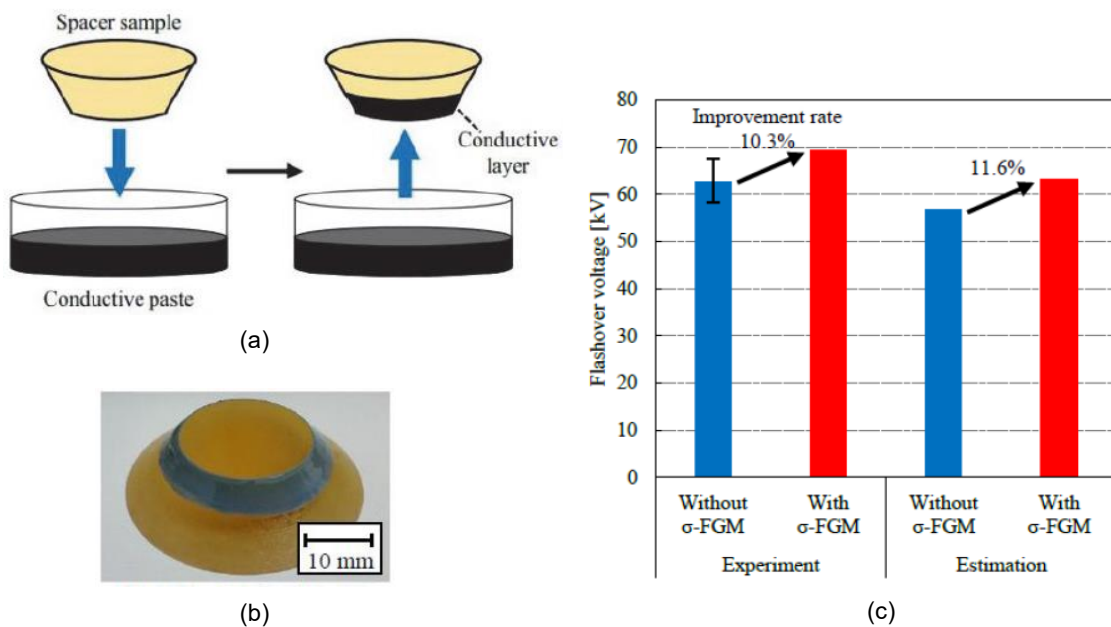 Spacer sample
Conductive
layer
Conductive paste
(a)
10 mm
(b)
Flashover voltage [kV]
80
70
60
50
40
30
20
10
0
Improvement rate
10.3%
11.6%
Without
σ-FGM
With
σ-FGM
Without
σ-FGM
With
σ-FGM
Experiment
Estimation
(c)